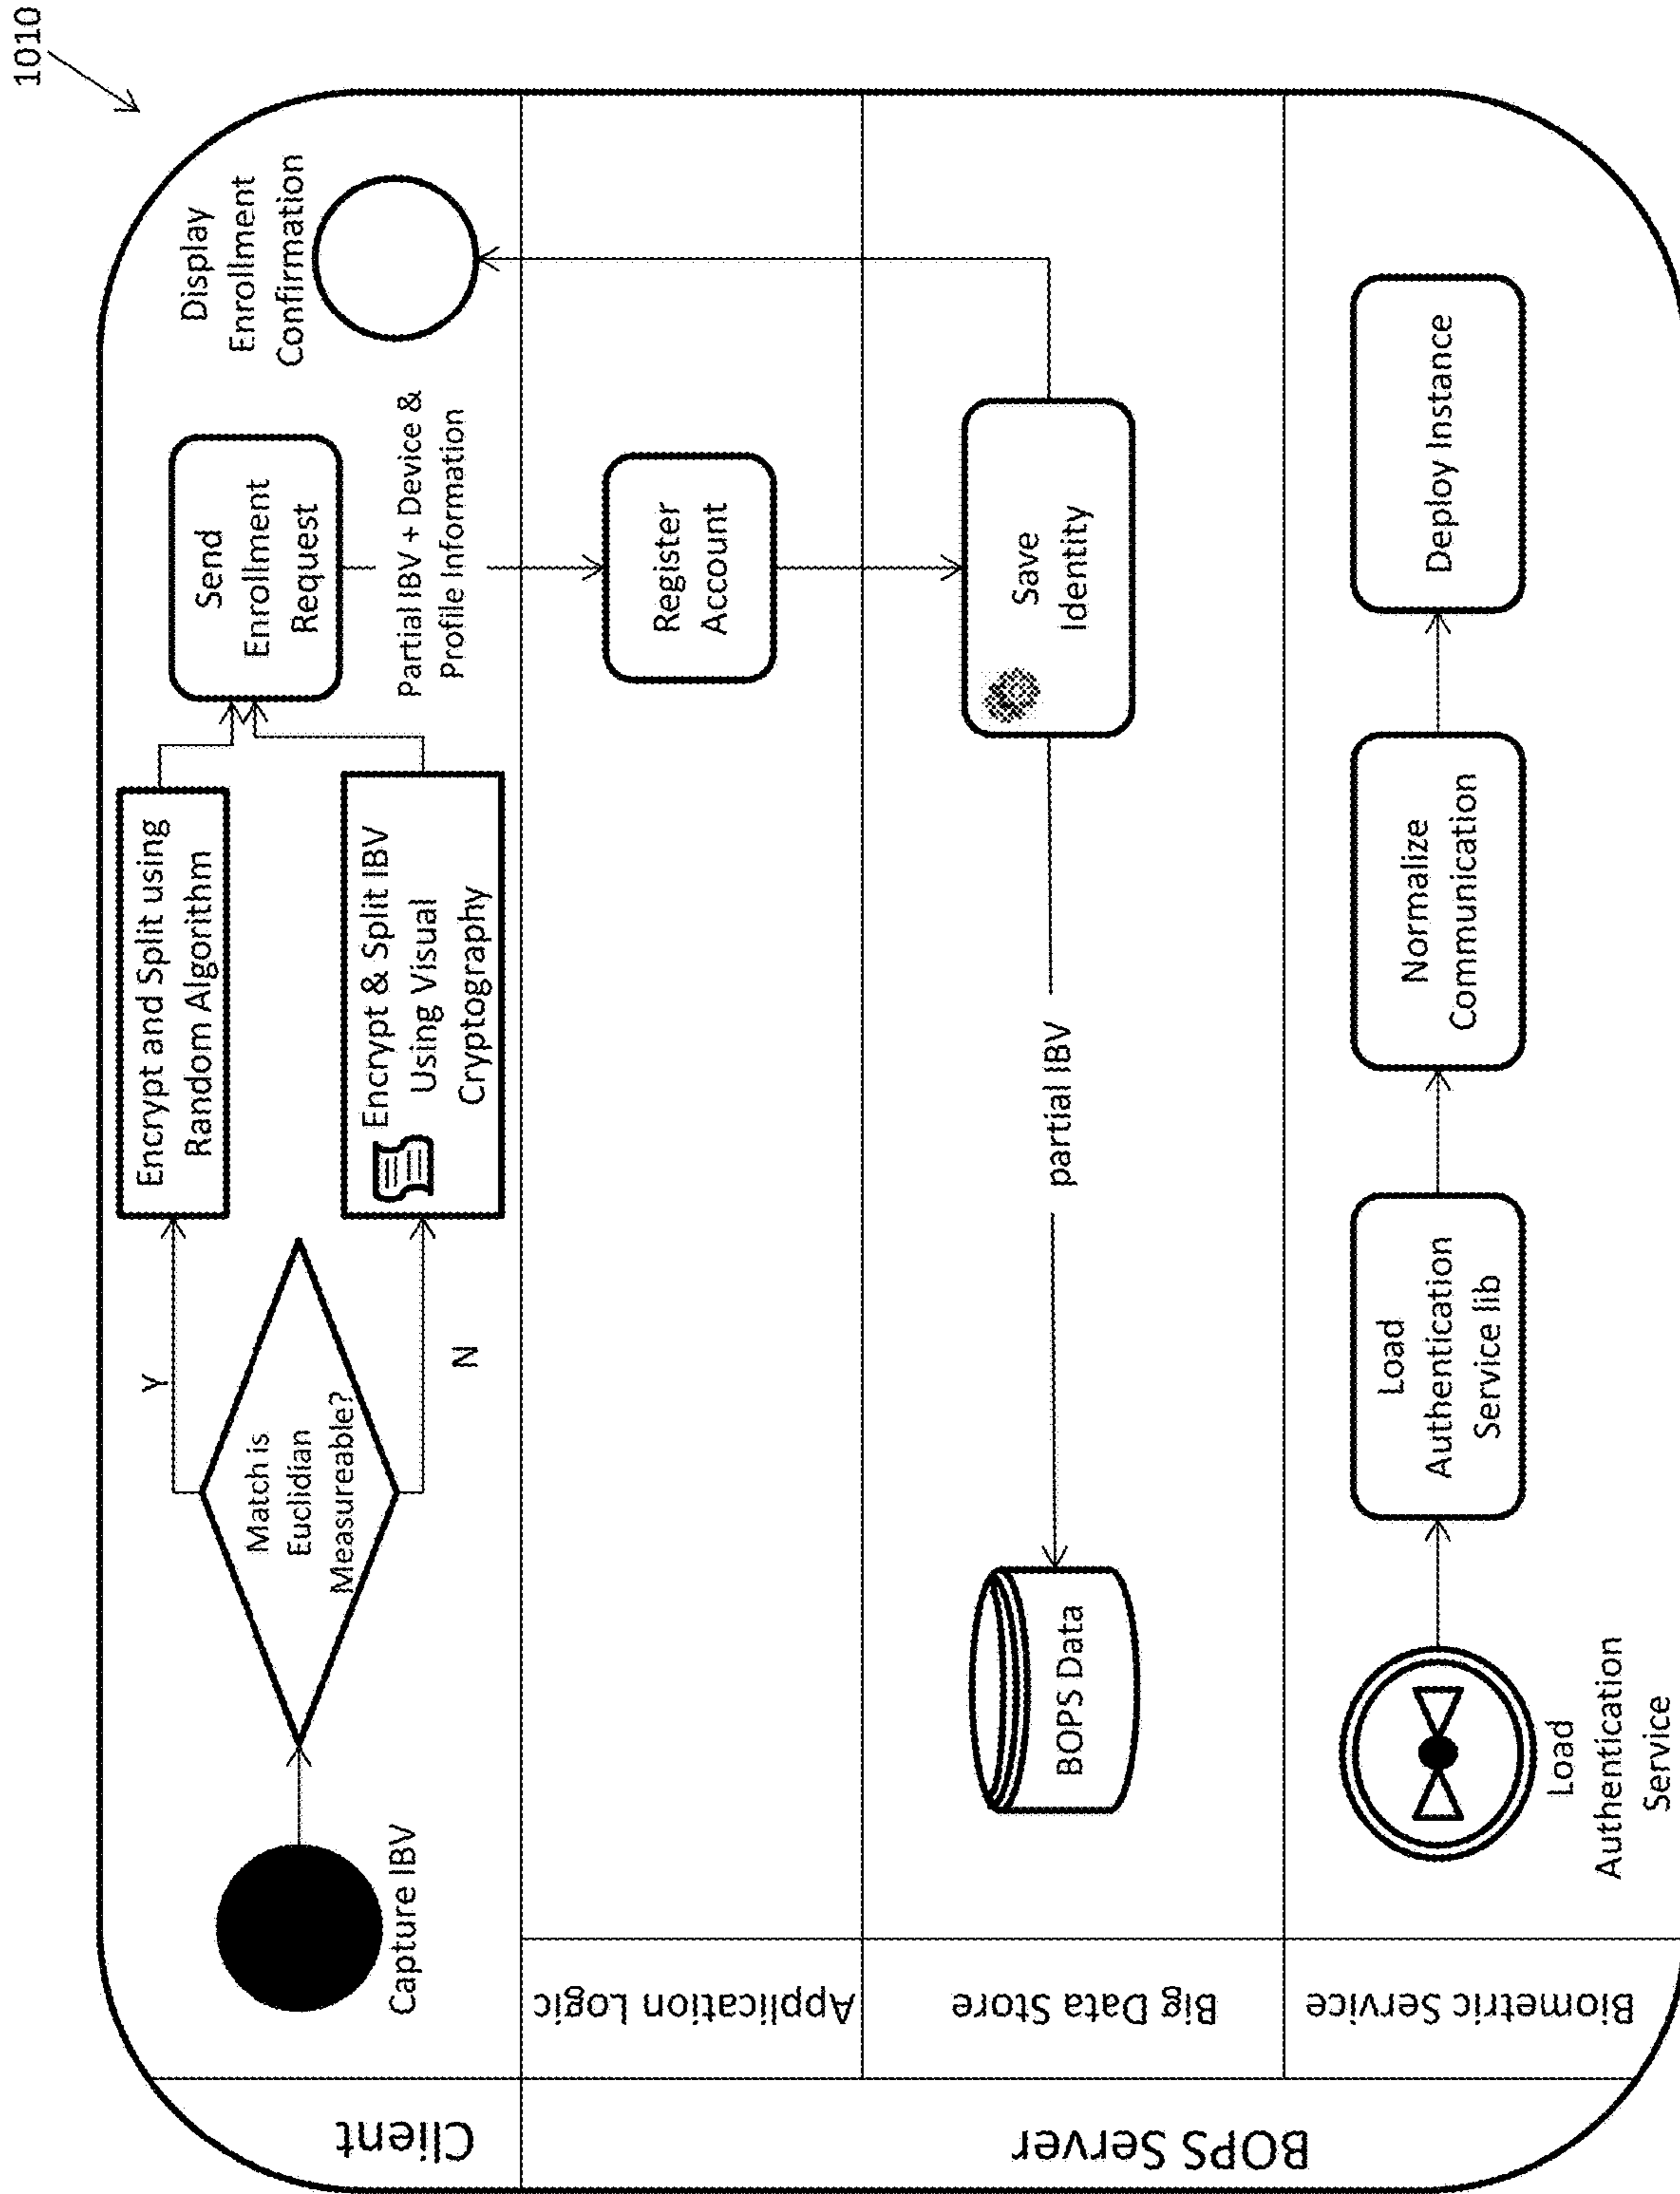 1010
Client
Capture IBV
Match is
Euclidian
Measureable?
Y
N
Encrypt and Split using
Random Algorithm
Encrypt & Split IBV
Using Visual
Cryptography
Send
Enrollment
Request
Partial IBV + Device &
Profile Information
Display
Enrollment
Confirmation
BOPS Server
Application Logic
Register
Account
Big Data Store
BOPS Data
partial IBV
Save
Identity
Biometric Service
Load
Authentication
Service
Load
Authentication
Service lib
Normalize
Communication
Deploy Instance